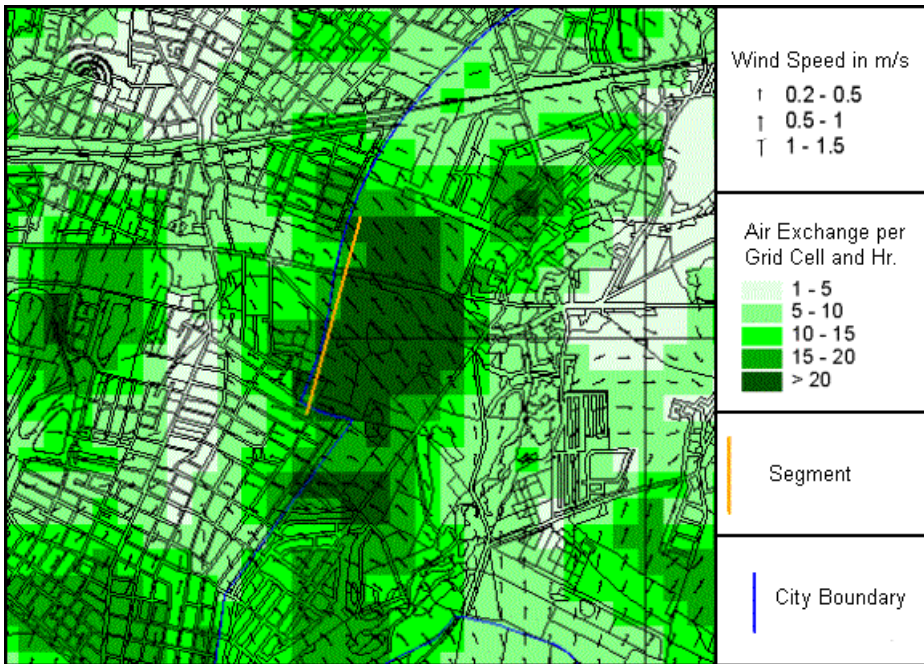 Wind Speed in m/s
0.2 - 0.5
0.5 - 1
1 - 1.5
Air Exchange per
Grid Cell and Hr.
1 - 5
5 - 10
10 - 15
15 - 20
> 20
Segment
City Boundary